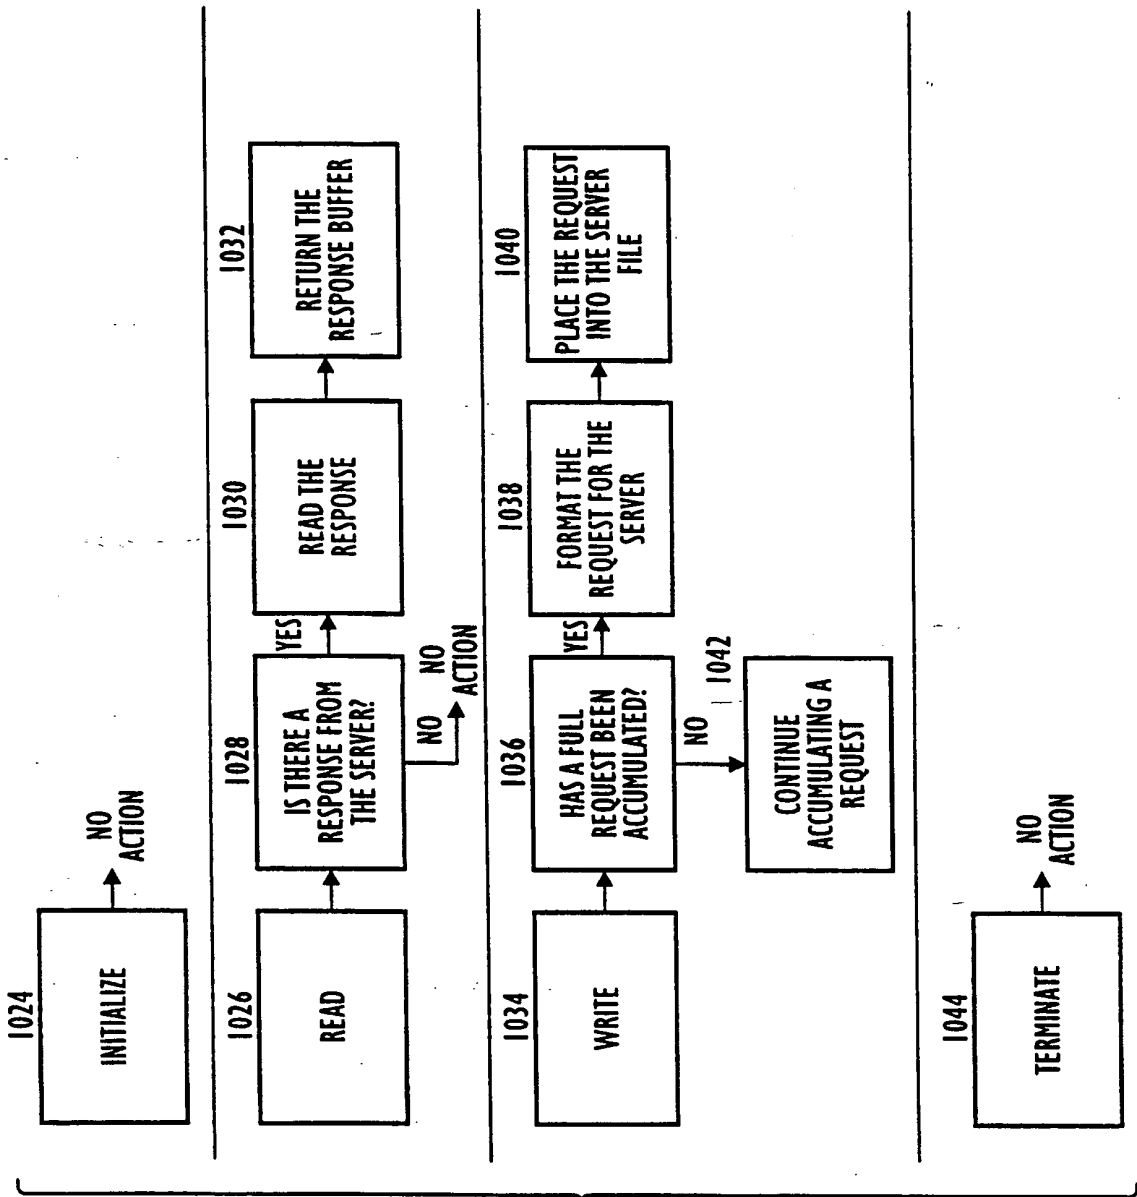 1024
INITIALIZE
NO
ACTION
1026
READ
1028
IS THERE A
RESPONSE FROM
THE SERVER?
YES
NO
NO
ACTION
1030
READ THE
RESPONSE
1032
RETURN THE
RESPONSE BUFFER
1034
WRITE
1036
HAS A FULL
REQUEST BEEN
ACCUMULATED?
YES
NO
1038
FORMAT THE
REQUEST FOR THE
SERVER
1040
PLACE THE REQUEST
INTO THE SERVER
FILE
1042
CONTINUE
ACCUMULATING A
REQUEST
1044
TERMINATE
NO
ACTION